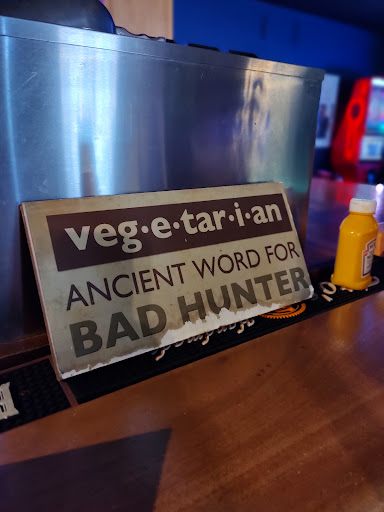 veg·e·tar·i·an
ANCIENT WORD FOR
BAD HUNTER